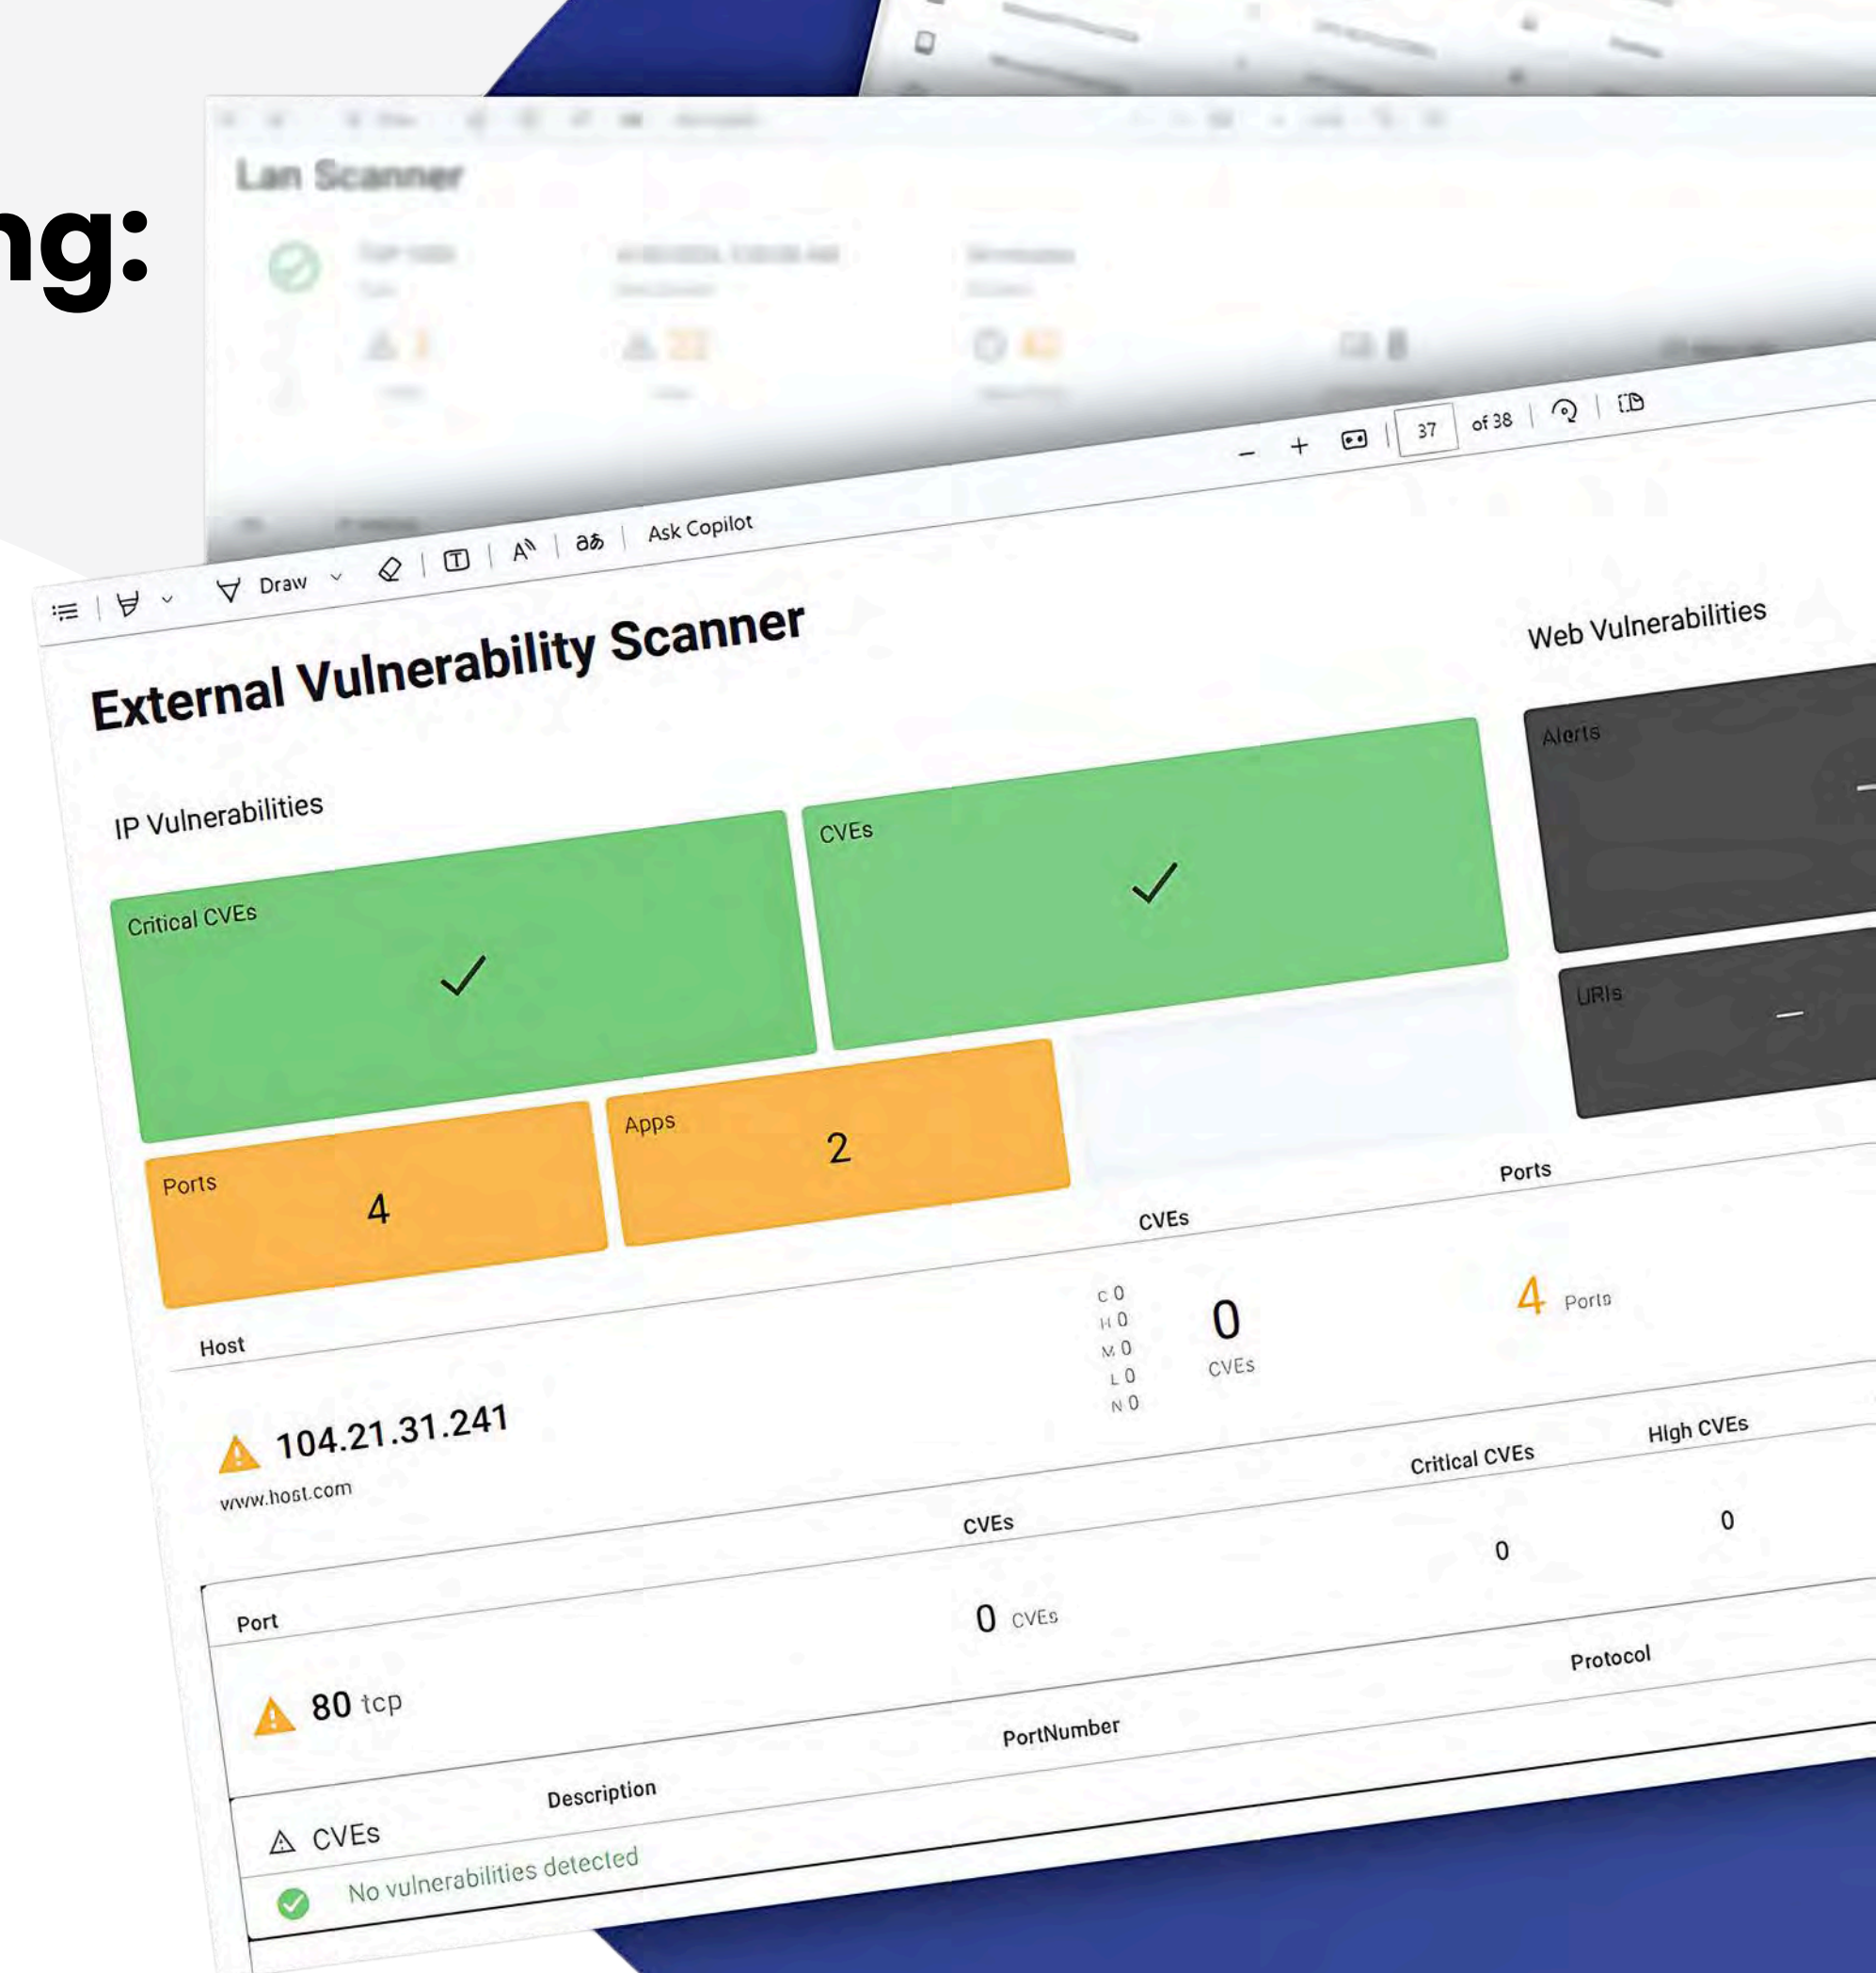 ng:
Lan Scanner
Draw
aあ
Ask Copilot
37 of 38
External Vulnerability Scanner
IP Vulnerabilities
Web Vulnerabilities
Critical CVEs
CVEs
Alerts
URIs
Ports
4
Apps
2
Host
CVEs
Ports
104.21.31.241
www.host.com
C 0
H 0
M 0
L 0
N 0
0
CVEs
4 Ports
Port
CVEs
Critical CVEs
High CVEs
80 tcp
0 CVEs
0
0
CVEs
Description
PortNumber
Protocol
No vulnerabilities detected